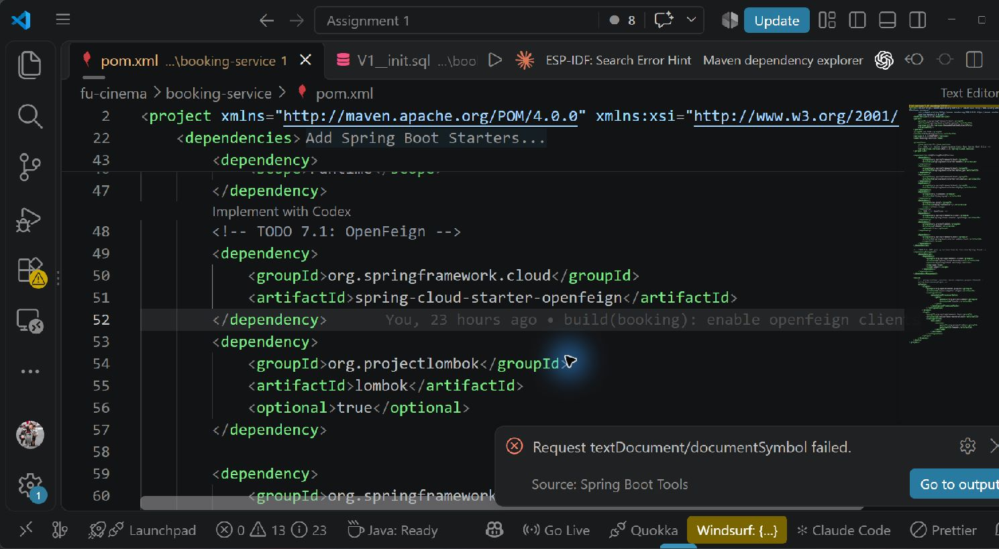 Assignment 1
8
Update
pom.xml ...\booking-service 1
V1__init.sql ...\boo
ESP-IDF: Search Error Hint
Maven dependency explorer
fu-cinema > booking-service > pom.xml
Text Editor
2 <project xmlns="http://maven.apache.org/POM/4.0.0" xmlns:xsi="http://www.w3.org/2001/
22 <dependencies> Add Spring Boot Starters...
43 <dependency>
47 </dependency>
Implement with Codex
48 <!-- TODO 7.1: OpenFeign -->
49 <dependency>
50 <groupId>org.springframework.cloud</groupId>
51 <artifactId>spring-cloud-starter-openfeign</artifactId>
52 </dependency> You, 23 hours ago • build(booking): enable openfeign client
53 <dependency>
54 <groupId>org.projectlombok</groupId>
55 <artifactId>lombok</artifactId>
56 <optional>true</optional>
57 </dependency>
58
59 <dependency>
60 <groupId>org.springframework
Request textDocument/documentSymbol failed.
Source: Spring Boot Tools
Go to output
1
Launchpad
0 13 23
Java: Ready
Go Live
Quokka
Windsurf: {...}
Claude Code
Prettier